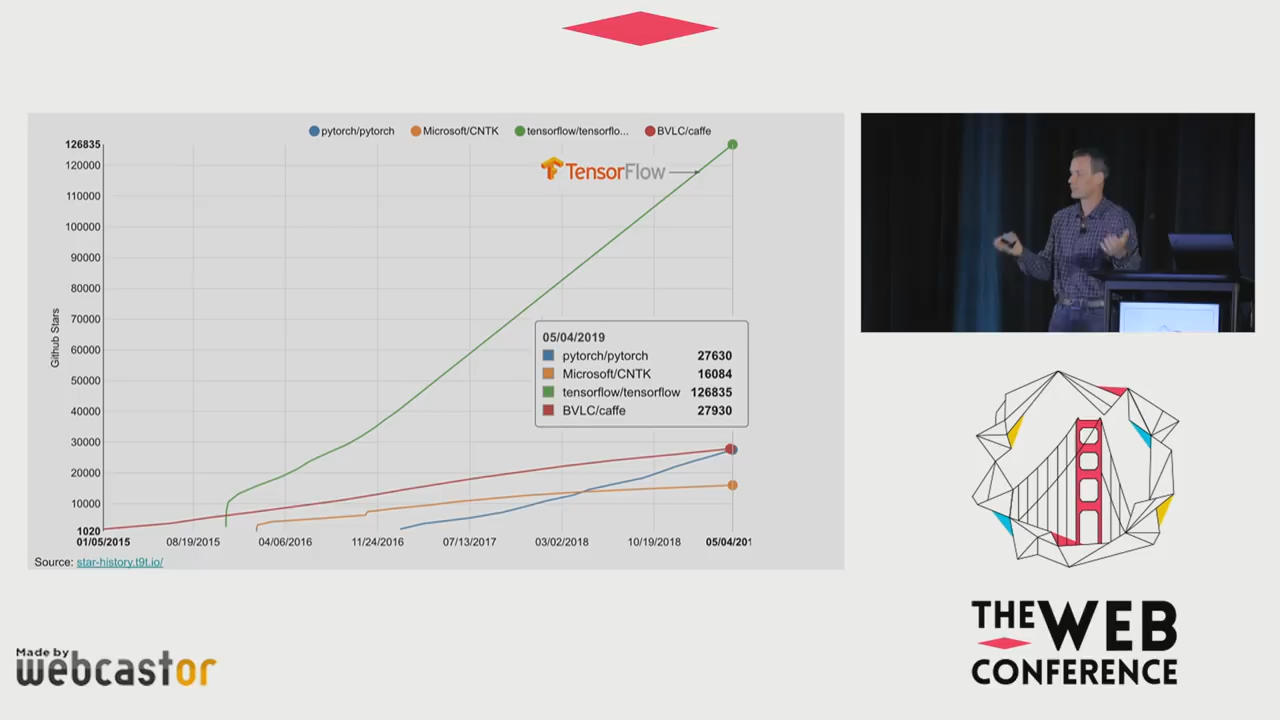 pytorch/pytorch Microsoft/CNTK tensorflow/tensorflo... BVLC/caffe
126835
120000
110000
100000
90000
80000
70000
60000
50000
40000
30000
20000
10000
1020
Github Stars
TensorFlow
05/04/2019
pytorch/pytorch 27630
Microsoft/CNTK 16084
tensorflow/tensorflow 126835
BVLC/caffe 27930
01/05/2015 08/19/2015 04/06/2016 11/24/2016 07/13/2017 03/02/2018 10/19/2018 05/04/201
Source: star-history.t9t.io/
Made by
webcastor
THE WEB
CONFERENCE